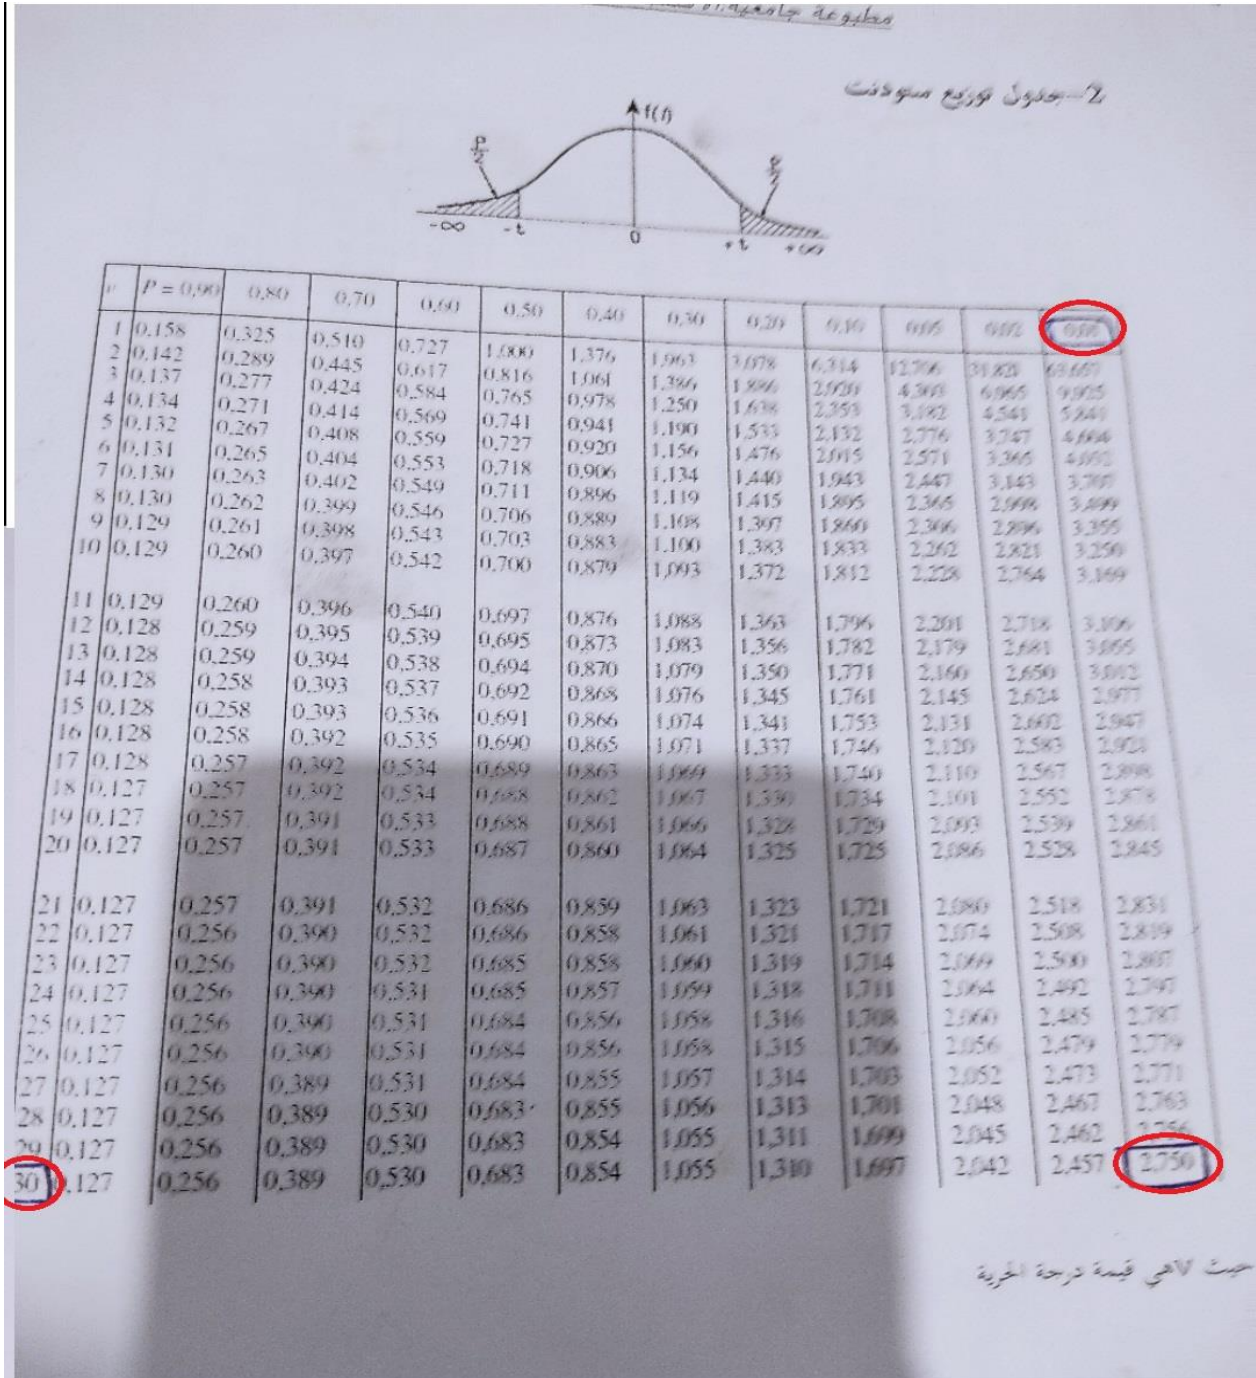 مطبوعة جامعية
2-جدول توزيع ستودنت
f(t)
P/2
P/2
-∞ -t 0 +t +∞
ν P = 0,90 0,80 0,70 0,60 0,50 0,40 0,30 0,20 0,10 0,05 0,02 0,01
1 0,158 0,325 0,510 0,727 1,000 1,376 1,963 3,078 6,314 12,706 31,821 63,657
2 0,142 0,289 0,445 0,617 0,816 1,061 1,386 1,886 2,920 4,303 6,965 9,925
3 0,137 0,277 0,424 0,584 0,765 0,978 1,250 1,638 2,353 3,182 4,541 5,841
4 0,134 0,271 0,414 0,569 0,741 0,941 1,190 1,533 2,132 2,776 3,747 4,604
5 0,132 0,267 0,408 0,559 0,727 0,920 1,156 1,476 2,015 2,571 3,365 4,032
6 0,131 0,265 0,404 0,553 0,718 0,906 1,134 1,440 1,943 2,447 3,143 3,707
7 0,130 0,263 0,402 0,549 0,711 0,896 1,119 1,415 1,895 2,365 2,998 3,499
8 0,130 0,262 0,399 0,546 0,706 0,889 1,108 1,397 1,860 2,306 2,896 3,355
9 0,129 0,261 0,398 0,543 0,703 0,883 1,100 1,383 1,833 2,262 2,821 3,250
10 0,129 0,260 0,397 0,542 0,700 0,879 1,093 1,372 1,812 2,228 2,764 3,169
11 0,129 0,260 0,396 0,540 0,697 0,876 1,088 1,363 1,796 2,201 2,718 3,106
12 0,128 0,259 0,395 0,539 0,695 0,873 1,083 1,356 1,782 2,179 2,681 3,055
13 0,128 0,259 0,394 0,538 0,694 0,870 1,079 1,350 1,771 2,160 2,650 3,012
14 0,128 0,258 0,393 0,537 0,692 0,868 1,076 1,345 1,761 2,145 2,624 2,977
15 0,128 0,258 0,393 0,536 0,691 0,866 1,074 1,341 1,753 2,131 2,602 2,947
16 0,128 0,258 0,392 0,535 0,690 0,865 1,071 1,337 1,746 2,120 2,583 2,921
17 0,128 0,257 0,392 0,534 0,689 0,863 1,069 1,333 1,740 2,110 2,567 2,898
18 0,127 0,257 0,392 0,534 0,688 0,862 1,067 1,330 1,734 2,101 2,552 2,878
19 0,127 0,257 0,391 0,533 0,688 0,861 1,066 1,328 1,729 2,093 2,539 2,861
20 0,127 0,257 0,391 0,533 0,687 0,860 1,064 1,325 1,725 2,086 2,528 2,845
21 0,127 0,257 0,391 0,532 0,686 0,859 1,063 1,323 1,721 2,080 2,518 2,831
22 0,127 0,256 0,390 0,532 0,686 0,858 1,061 1,321 1,717 2,074 2,508 2,819
23 0,127 0,256 0,390 0,532 0,685 0,858 1,060 1,319 1,714 2,069 2,500 2,807
24 0,127 0,256 0,390 0,531 0,685 0,857 1,059 1,318 1,711 2,064 2,492 2,797
25 0,127 0,256 0,390 0,531 0,684 0,856 1,058 1,316 1,708 2,060 2,485 2,787
26 0,127 0,256 0,390 0,531 0,684 0,856 1,058 1,315 1,706 2,056 2,479 2,779
27 0,127 0,256 0,389 0,531 0,684 0,855 1,057 1,314 1,703 2,052 2,473 2,771
28 0,127 0,256 0,389 0,530 0,683 0,855 1,056 1,313 1,701 2,048 2,467 2,763
29 0,127 0,256 0,389 0,530 0,683 0,854 1,055 1,311 1,699 2,045 2,462 2,756
30 0,127 0,256 0,389 0,530 0,683 0,854 1,055 1,310 1,697 2,042 2,457 2,750
حيث ν هي قيمة درجة الحرية